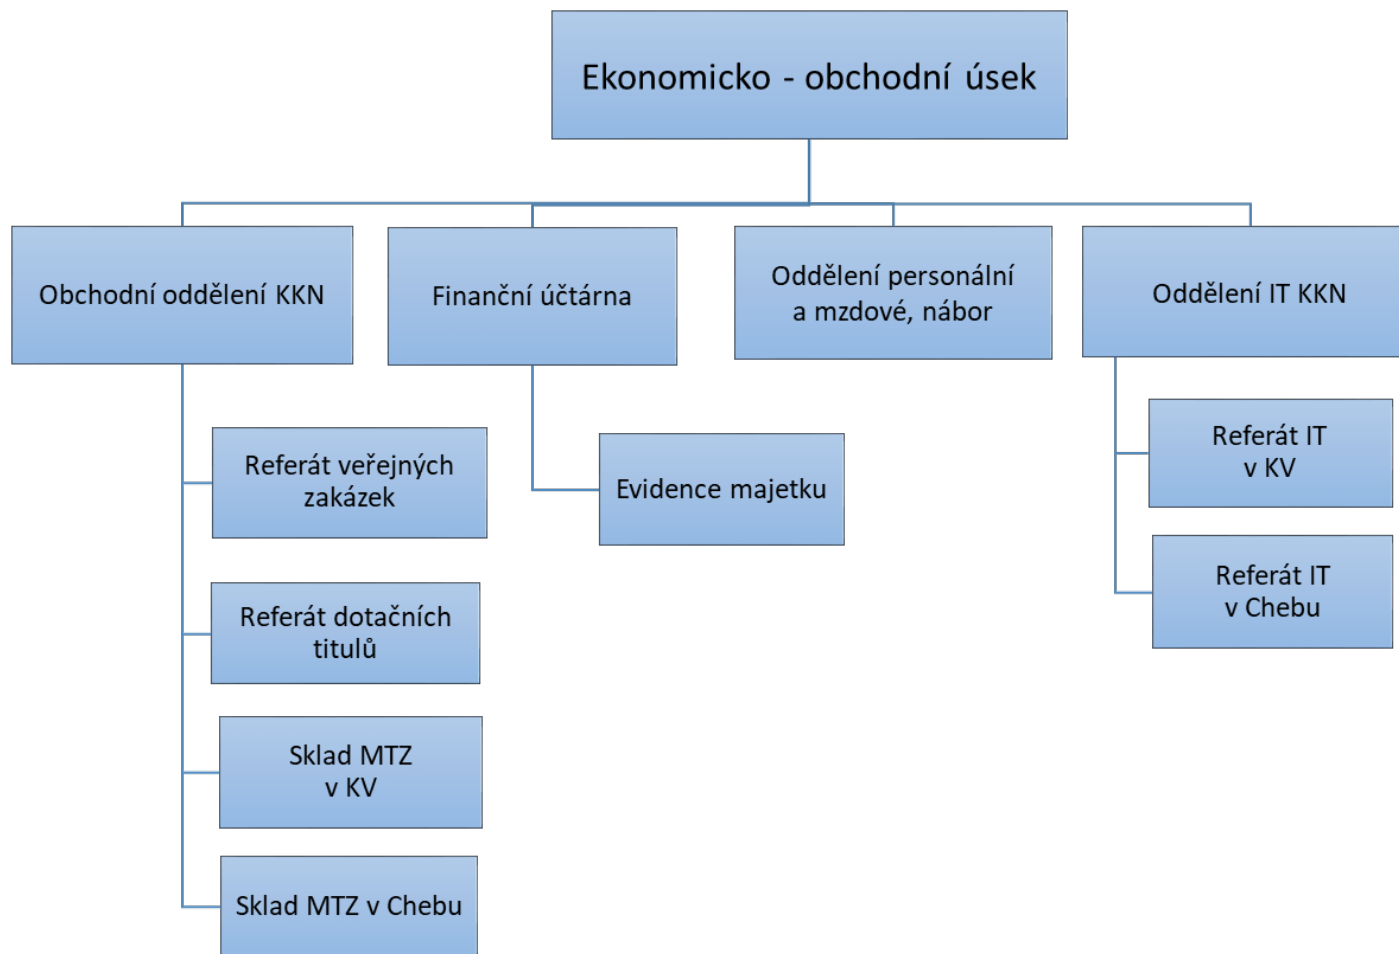 Ekonomicko - obchodní úsek
Obchodní oddělení KKN
Finanční účtárna
Oddělení personální
a mzdové, nábor
Oddělení IT KKN
Referát veřejných
zakázek
Referát dotačních
titulů
Sklad MTZ
v KV
Sklad MTZ v Chebu
Evidence majetku
Referát IT
v KV
Referát IT
v Chebu